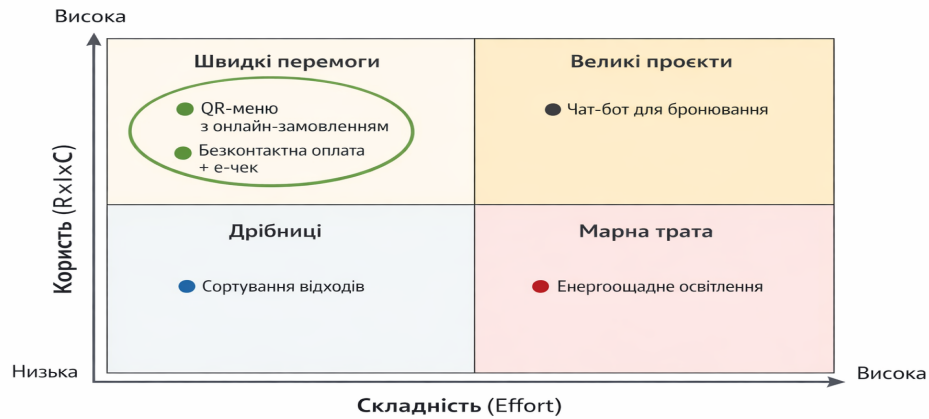 Висока
Швидкі перемоги
QR-меню
з онлайн-замовленням
Безконтактна оплата
+ е-чек
Великі проєкти
Чат-бот для бронювання
Користь (RxIxC)
Дрібниці
Сортування відходів
Марна трата
Енергоощадне освітлення
Низька
Висока
Складність (Effort)